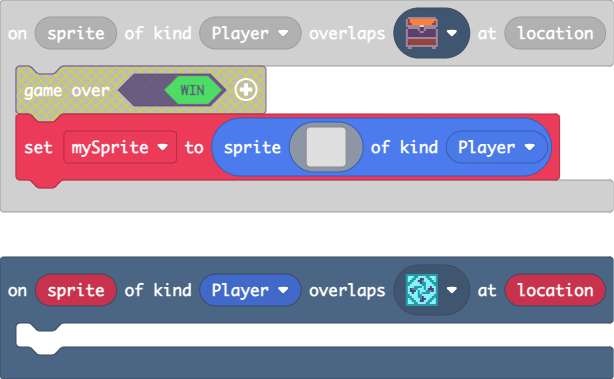 on sprite of kind Player overlaps at location
game over WIN
set mySprite to sprite of kind Player
on sprite of kind Player overlaps at location